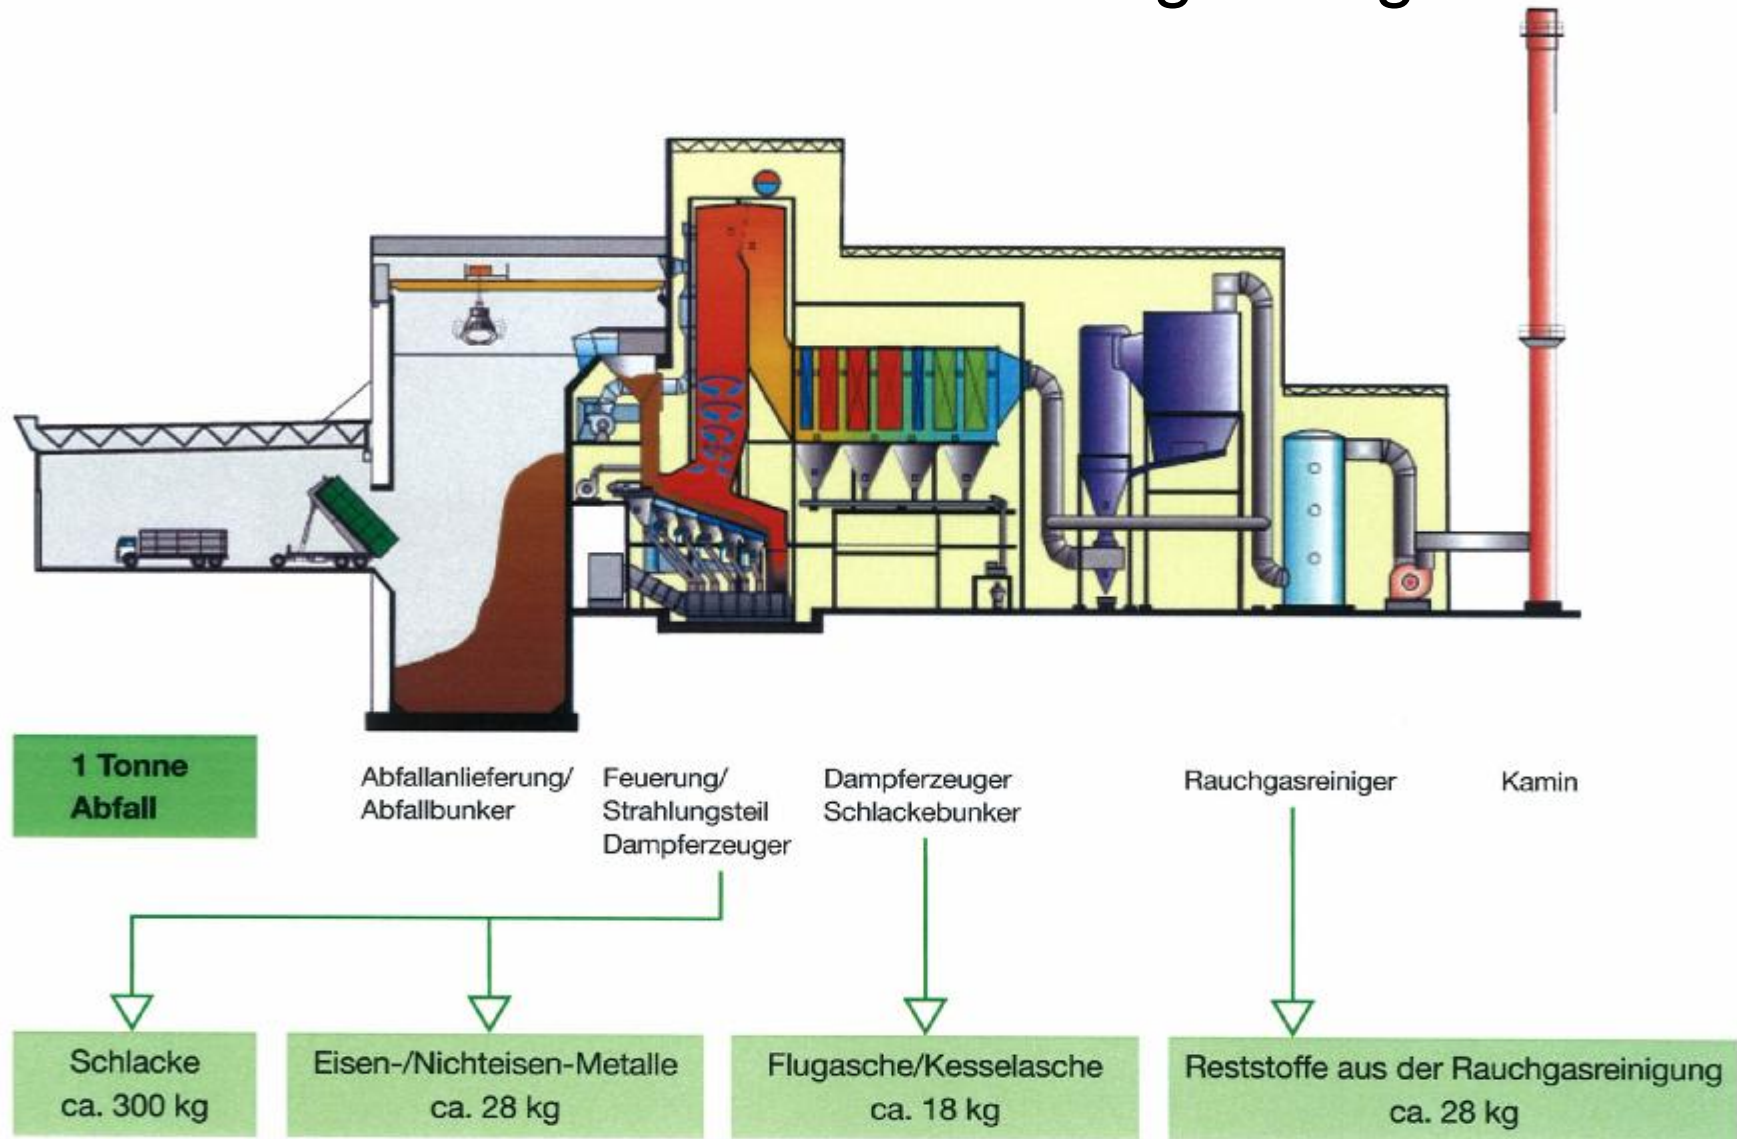 1 Tonne
Abfall
Abfallanlieferung/
Abfallbunker
Feuerung/
Strahlungsteil
Dampferzeuger
Dampferzeuger
Schlackebunker
Rauchgasreiniger
Kamin
Schlacke
ca. 300 kg
Eisen-/Nichteisen-Metalle
ca. 28 kg
Flugasche/Kesselasche
ca. 18 kg
Reststoffe aus der Rauchgasreinigung
ca. 28 kg